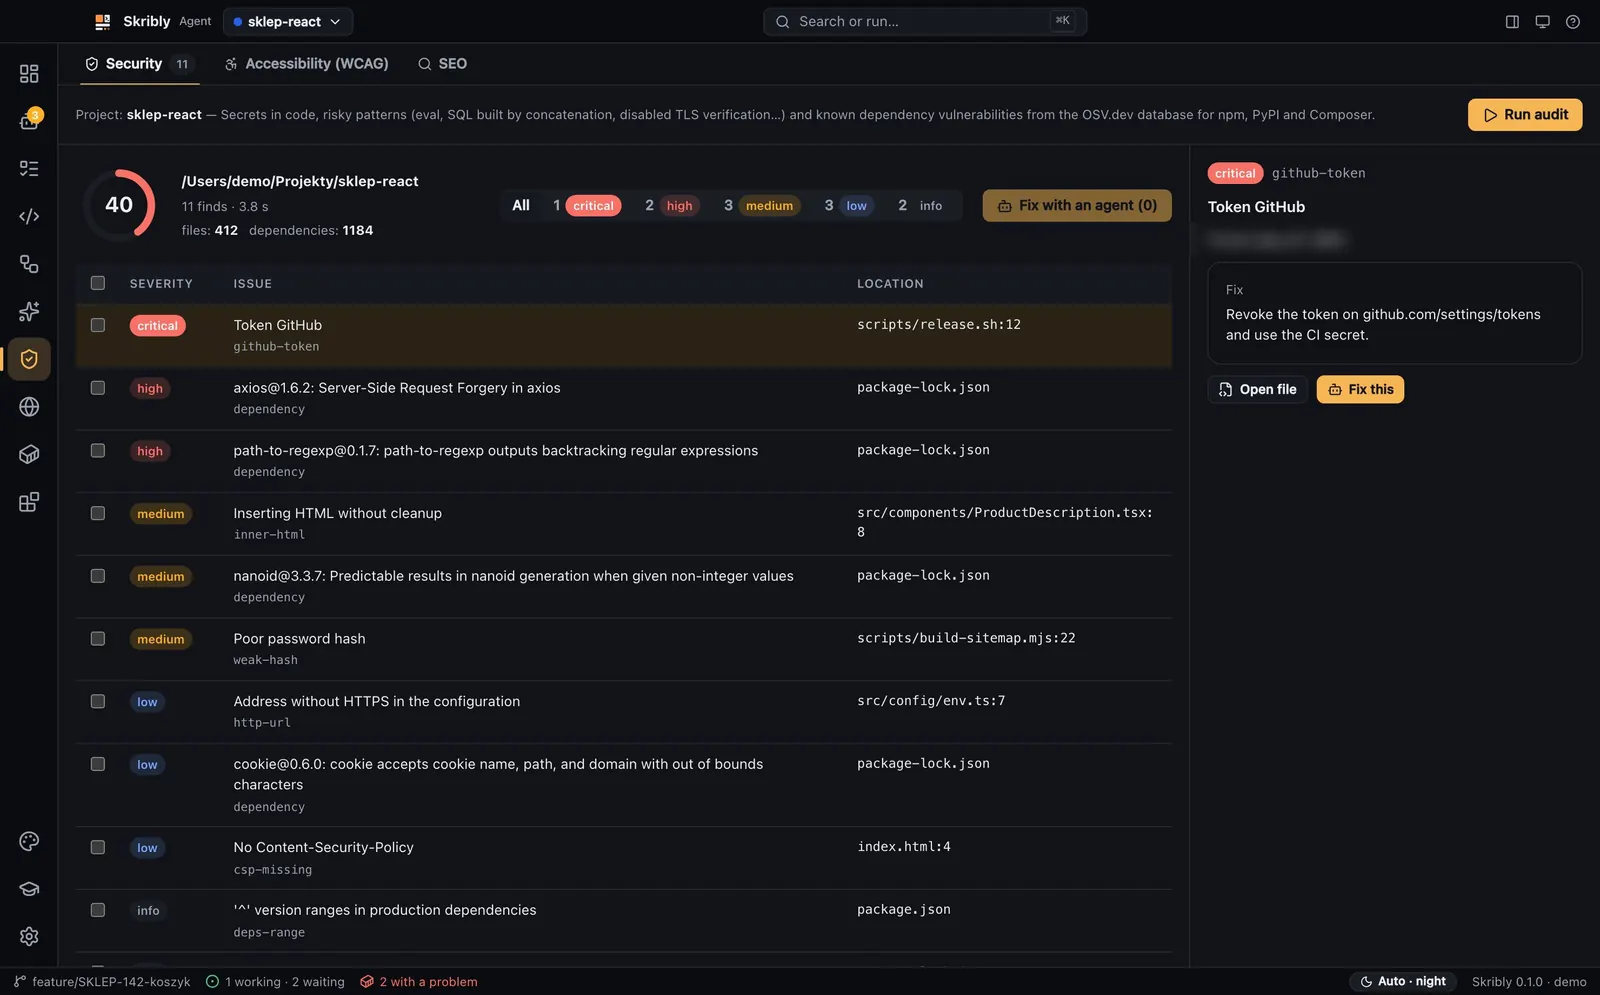 Skribly Agent sklep-react Search or run... ⌘K
Security 11 Accessibility (WCAG) SEO
3
Project: sklep-react — Secrets in code, risky patterns (eval, SQL built by concatenation, disabled TLS verification...) and known dependency vulnerabilities from the OSV.dev database for npm, PyPI and Composer.
Run audit
40
/Users/demo/Projekty/sklep-react
11 finds · 3.8 s
files: 412 dependencies: 1184
All 1 critical 2 high 3 medium 3 low 2 info
Fix with an agent (0)
SEVERITY ISSUE LOCATION
critical Token GitHub scripts/release.sh:12
github-token
high axios@1.6.2: Server-Side Request Forgery in axios package-lock.json
dependency
high path-to-regexp@0.1.7: path-to-regexp outputs backtracking regular expressions package-lock.json
dependency
medium Inserting HTML without cleanup src/components/ProductDescription.tsx:
8
inner-html
medium nanoid@3.3.7: Predictable results in nanoid generation when given non-integer values package-lock.json
dependency
medium Poor password hash scripts/build-sitemap.mjs:22
weak-hash
low Address without HTTPS in the configuration src/config/env.ts:7
http-url
low cookie@0.6.0: cookie accepts cookie name, path, and domain with out of bounds package-lock.json
characters
dependency
low No Content-Security-Policy index.html:4
csp-missing
info '^' version ranges in production dependencies package.json
deps-range
critical github-token
Token GitHub
Fix
Revoke the token on github.com/settings/tokens
and use the CI secret.
Open file Fix this
feature/SKLEP-142-koszyk 1 working · 2 waiting 2 with a problem
Auto · night Skribly 0.1.0 · demo